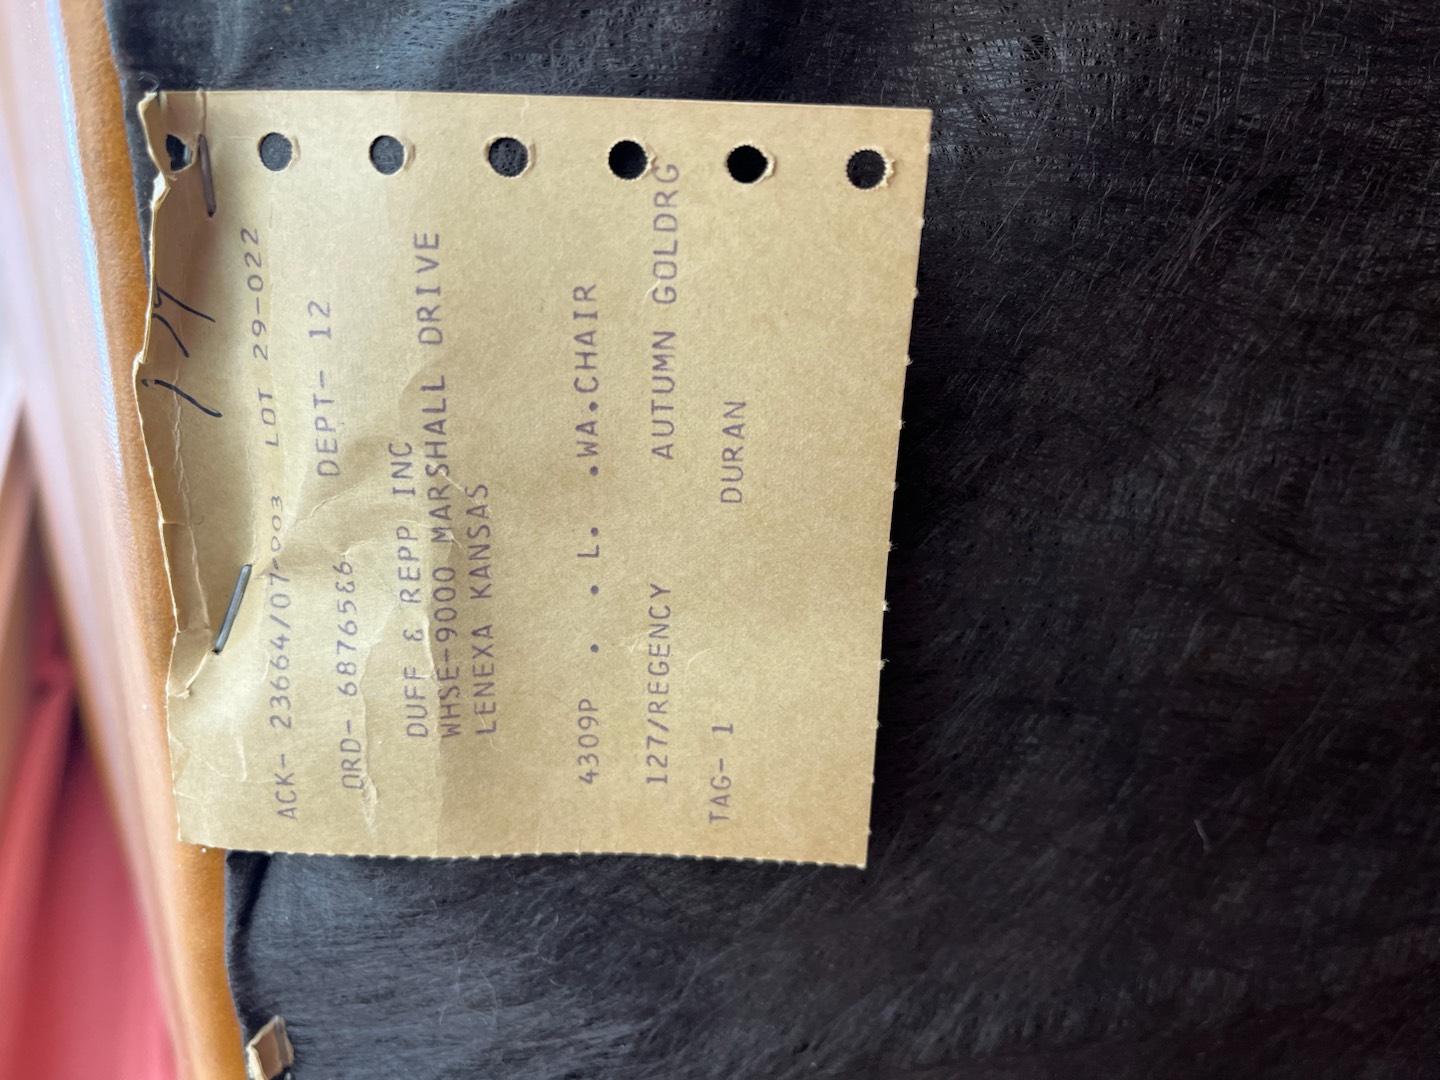 ACK- 23664/07-003 LOT 29-022
ORD- 6876586 DEPT- 12
DUFF & REPP INC
WHSE-9000 MARSHALL DRIVE
LENEXA KANSAS
4309P . . L. .WA.CHAIR
127/REGENCY AUTUMN GOLDRG
TAG- 1 DURAN